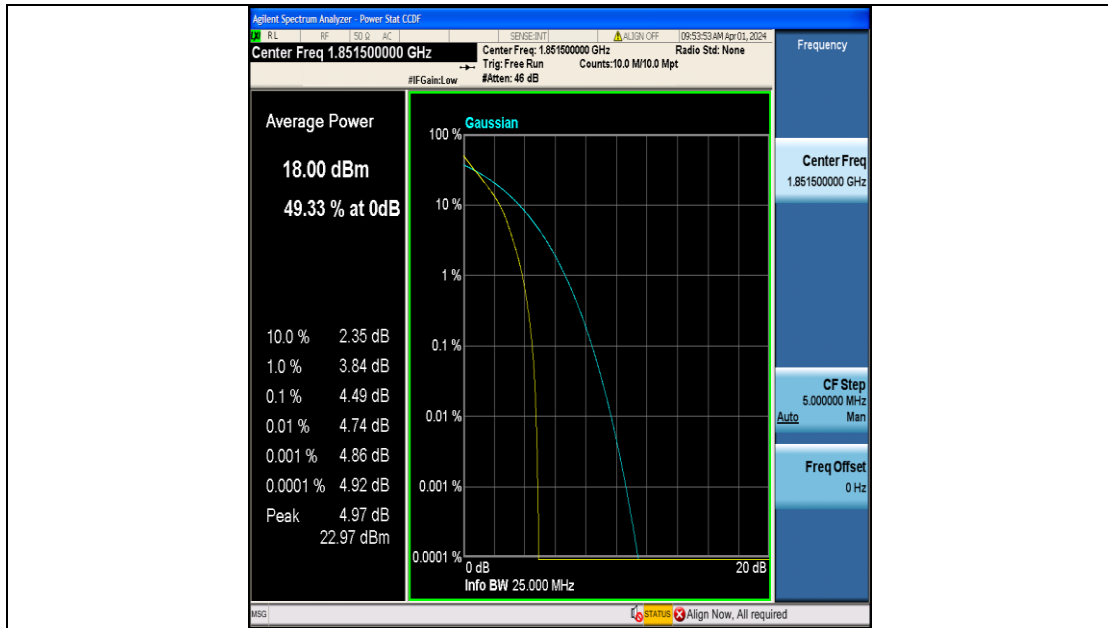 Agilent Spectrum Analyzer - Power Stat CCDF
RL RF 50 Ω AC SENSE:INT ALIGN OFF 09:53:53 AM Apr 01, 2024
Center Freq 1.851500000 GHz
Center Freq: 1.851500000 GHz Radio Std: None
Trig: Free Run Counts:10.0 M/10.0 Mpt
#IFGain:Low #Atten: 46 dB
Frequency
Average Power
18.00 dBm
49.33 % at 0dB
10.0 % 2.35 dB
1.0 % 3.84 dB
0.1 % 4.49 dB
0.01 % 4.74 dB
0.001 % 4.86 dB
0.0001 % 4.92 dB
Peak 4.97 dB
22.97 dBm
Gaussian
100 %
10 %
1 %
0.1 %
0.01 %
0.001 %
0.0001 %
0 dB 20 dB
Info BW 25.000 MHz
Center Freq
1.851500000 GHz
CF Step
5.000000 MHz
Auto Man
Freq Offset
0 Hz
MSG STATUS Align Now, All required